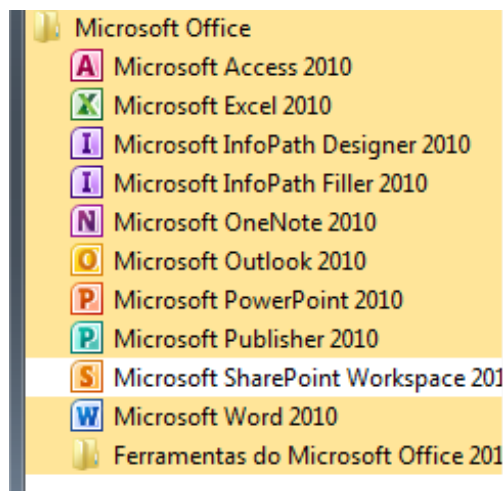 Microsoft Office
Microsoft Access 2010
Microsoft Excel 2010
Microsoft InfoPath Designer 2010
Microsoft InfoPath Filler 2010
Microsoft OneNote 2010
Microsoft Outlook 2010
Microsoft PowerPoint 2010
Microsoft Publisher 2010
Microsoft SharePoint Workspace 201
Microsoft Word 2010
Ferramentas do Microsoft Office 201